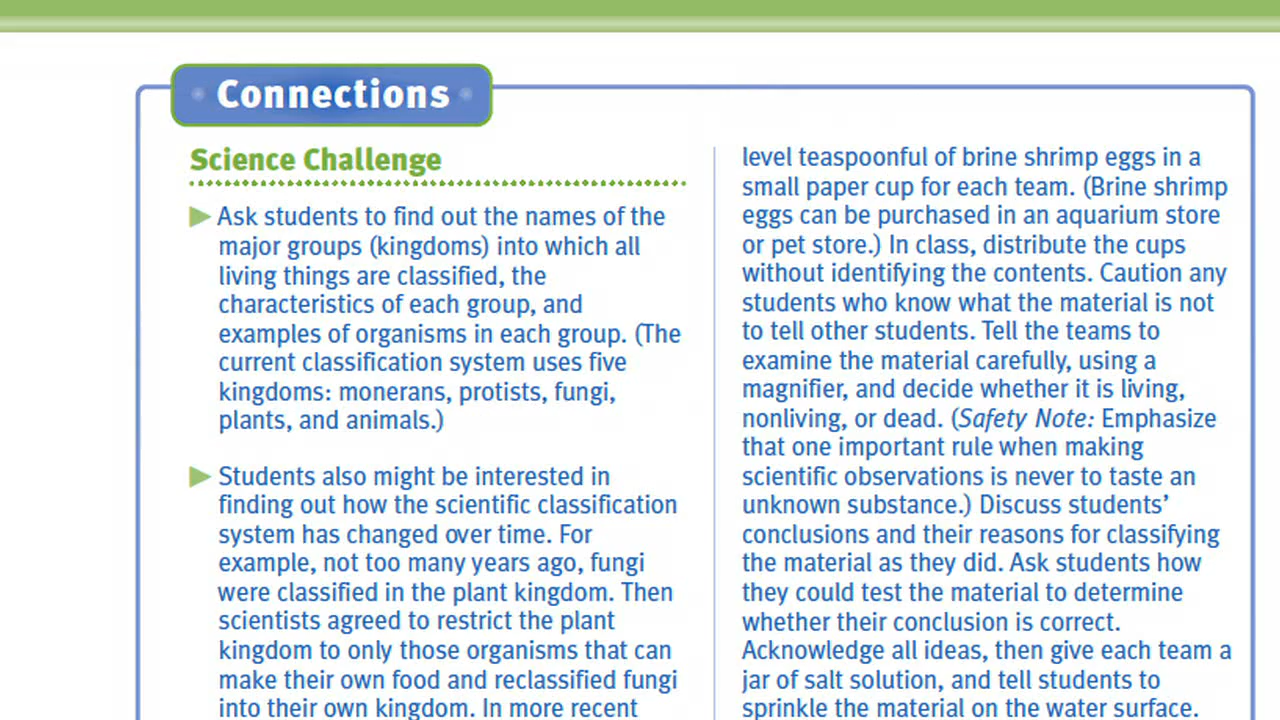 Connections
Science Challenge
Ask students to find out the names of the
major groups (kingdoms) into which all
living things are classified, the
characteristics of each group, and
examples of organisms in each group. (The
current classification system uses five
kingdoms: monerans, protists, fungi,
plants, and animals.)
Students also might be interested in
finding out how the scientific classification
system has changed over time. For
example, not too many years ago, fungi
were classified in the plant kingdom. Then
scientists agreed to restrict the plant
kingdom to only those organisms that can
make their own food and reclassified fungi
into their own kingdom. In more recent
level teaspoonful of brine shrimp eggs in a
small paper cup for each team. (Brine shrimp
eggs can be purchased in an aquarium store
or pet store.) In class, distribute the cups
without identifying the contents. Caution any
students who know what the material is not
to tell other students. Tell the teams to
examine the material carefully, using a
magnifier, and decide whether it is living,
nonliving, or dead. (Safety Note: Emphasize
that one important rule when making
scientific observations is never to taste an
unknown substance.) Discuss students’
conclusions and their reasons for classifying
the material as they did. Ask students how
they could test the material to determine
whether their conclusion is correct.
Acknowledge all ideas, then give each team a
jar of salt solution, and tell students to
sprinkle the material on the water surface.